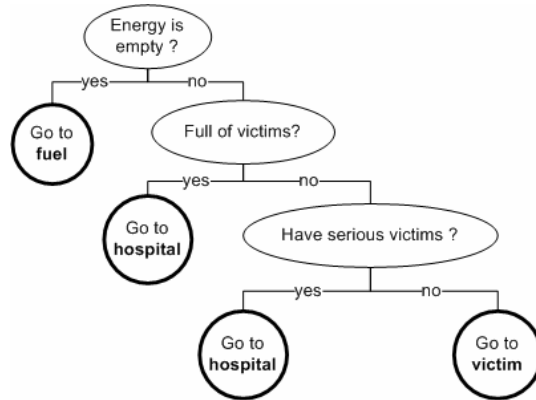 Energy is
empty ?
yes
no
Go to
fuel
Full of victims?
yes
no
Go to
hospital
Have serious victims ?
yes
no
Go to
hospital
Go to
victim